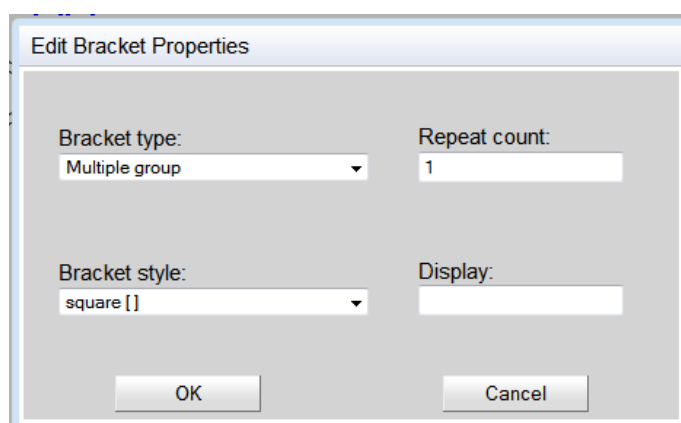 Edit Bracket Properties
Bracket type:
Repeat count:
Multiple group
1
Bracket style:
Display:
square [ ]
OK
Cancel